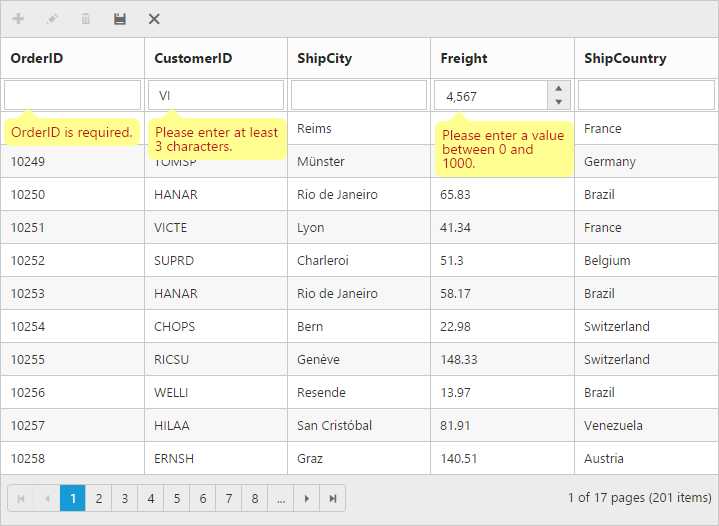 OrderID CustomerID ShipCity Freight ShipCountry
VI 4,567
OrderID is required. Please enter at least 3 characters. Reims Please enter a value between 0 and 1000. France
10249 TOMSP Münster Germany
10250 HANAR Rio de Janeiro 65.83 Brazil
10251 VICTE Lyon 41.34 France
10252 SUPRD Charleroi 51.3 Belgium
10253 HANAR Rio de Janeiro 58.17 Brazil
10254 CHOPS Bern 22.98 Switzerland
10255 RICSU Genève 148.33 Switzerland
10256 WELLI Resende 13.97 Brazil
10257 HILAA San Cristóbal 81.91 Venezuela
10258 ERNSH Graz 140.51 Austria
1 2 3 4 5 6 7 8 ... 1 of 17 pages (201 items)